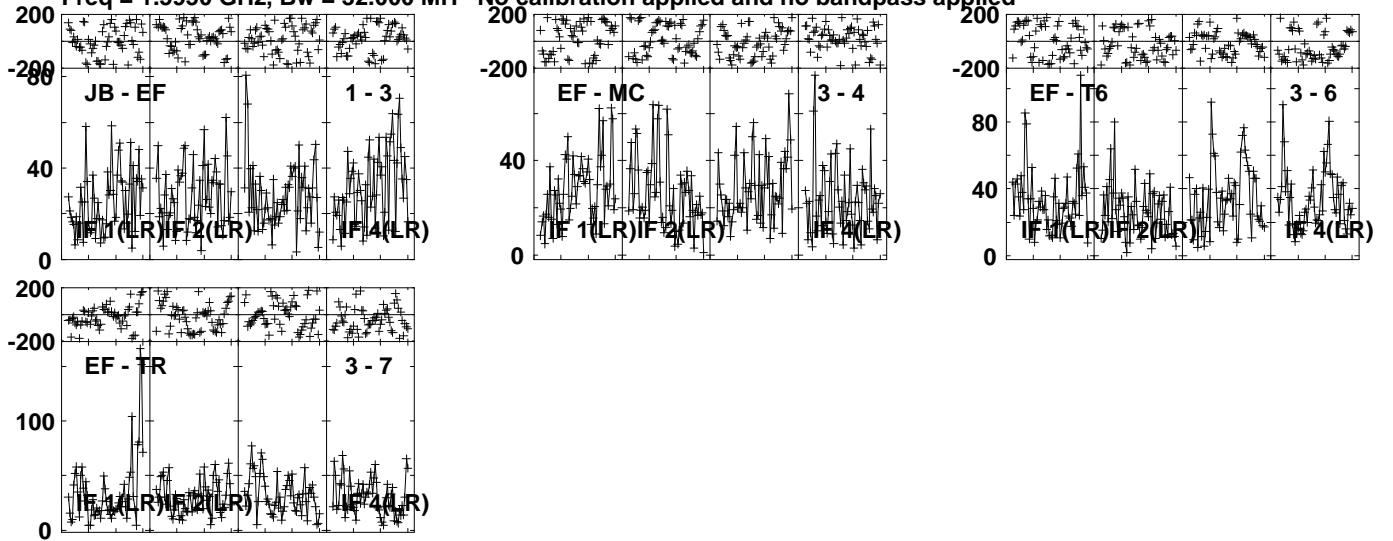 No calibration applied and no bandpass applied
200 200 200
-200 -200 -200
80
JB - EF 1 - 3 EF - MC 3 - 4 EF - T6 3 - 6
80
40 40 40
IF 1(LR) IF 2(LR) IF 4(LR) IF 1(LR) IF 2(LR) IF 4(LR) IF 1(LR) IF 2(LR) IF 4(LR)
0 0 0
200
-200
EF - TR 3 - 7
100
IF 1(LR) IF 2(LR) IF 4(LR)
0